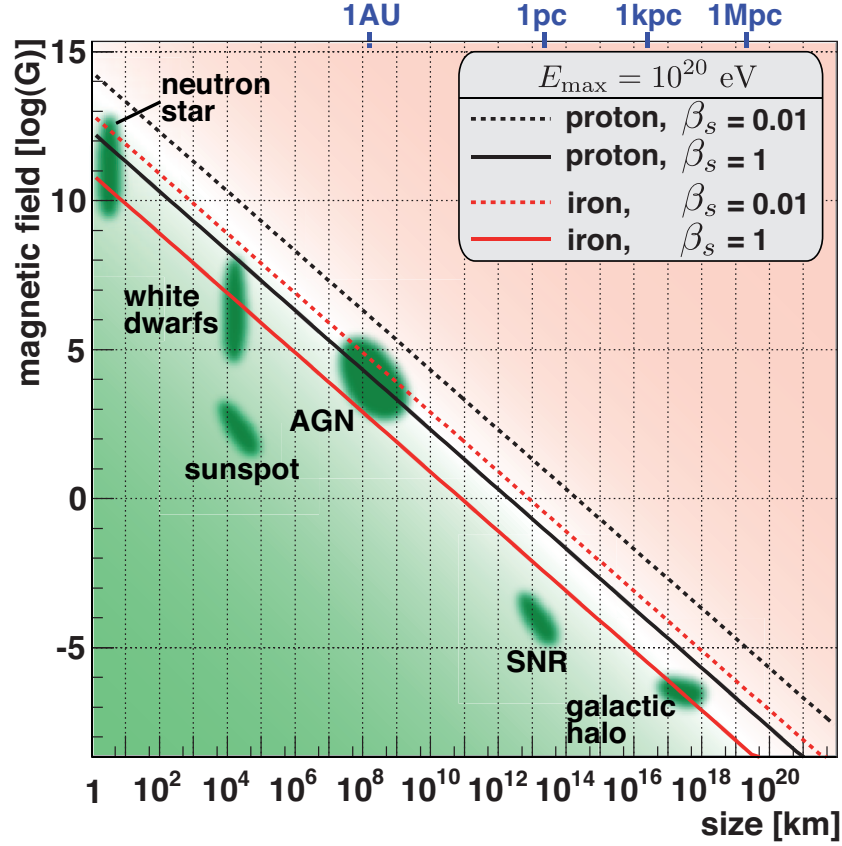 1AU 1pc 1kpc 1Mpc
magnetic field [log(G)]
15
10
5
0
-5
E_max = 10^20 eV
proton, β_s = 0.01
proton, β_s = 1
iron, β_s = 0.01
iron, β_s = 1
neutron
star
white
dwarfs
AGN
sunspot
SNR
galactic
halo
1 10^2 10^4 10^6 10^8 10^10 10^12 10^14 10^16 10^18 10^20
size [km]